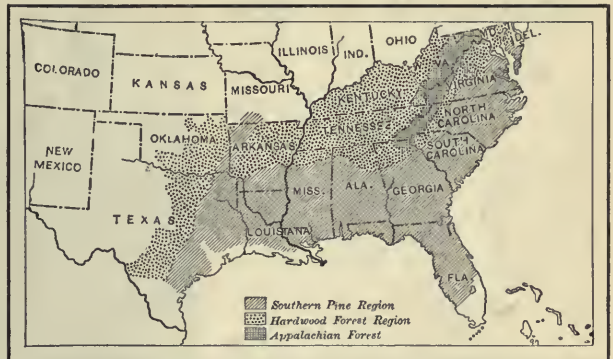 OHIO
ILLINOIS
IND.
DEL.
COLORADO
KANSAS
MISSOURI
VA.
VIRGINIA
KENTUCKY
OKLAHOMA
TENNESSEE
NORTH
CAROLINA
NEW
MEXICO
ARKANSAS
SOUTH
CAROLINA
MISS.
ALA.
GEORGIA
TEXAS
LOUISIANA
FLA.
Southern Pine Region
Hardwood Forest Region
Appalachian Forest